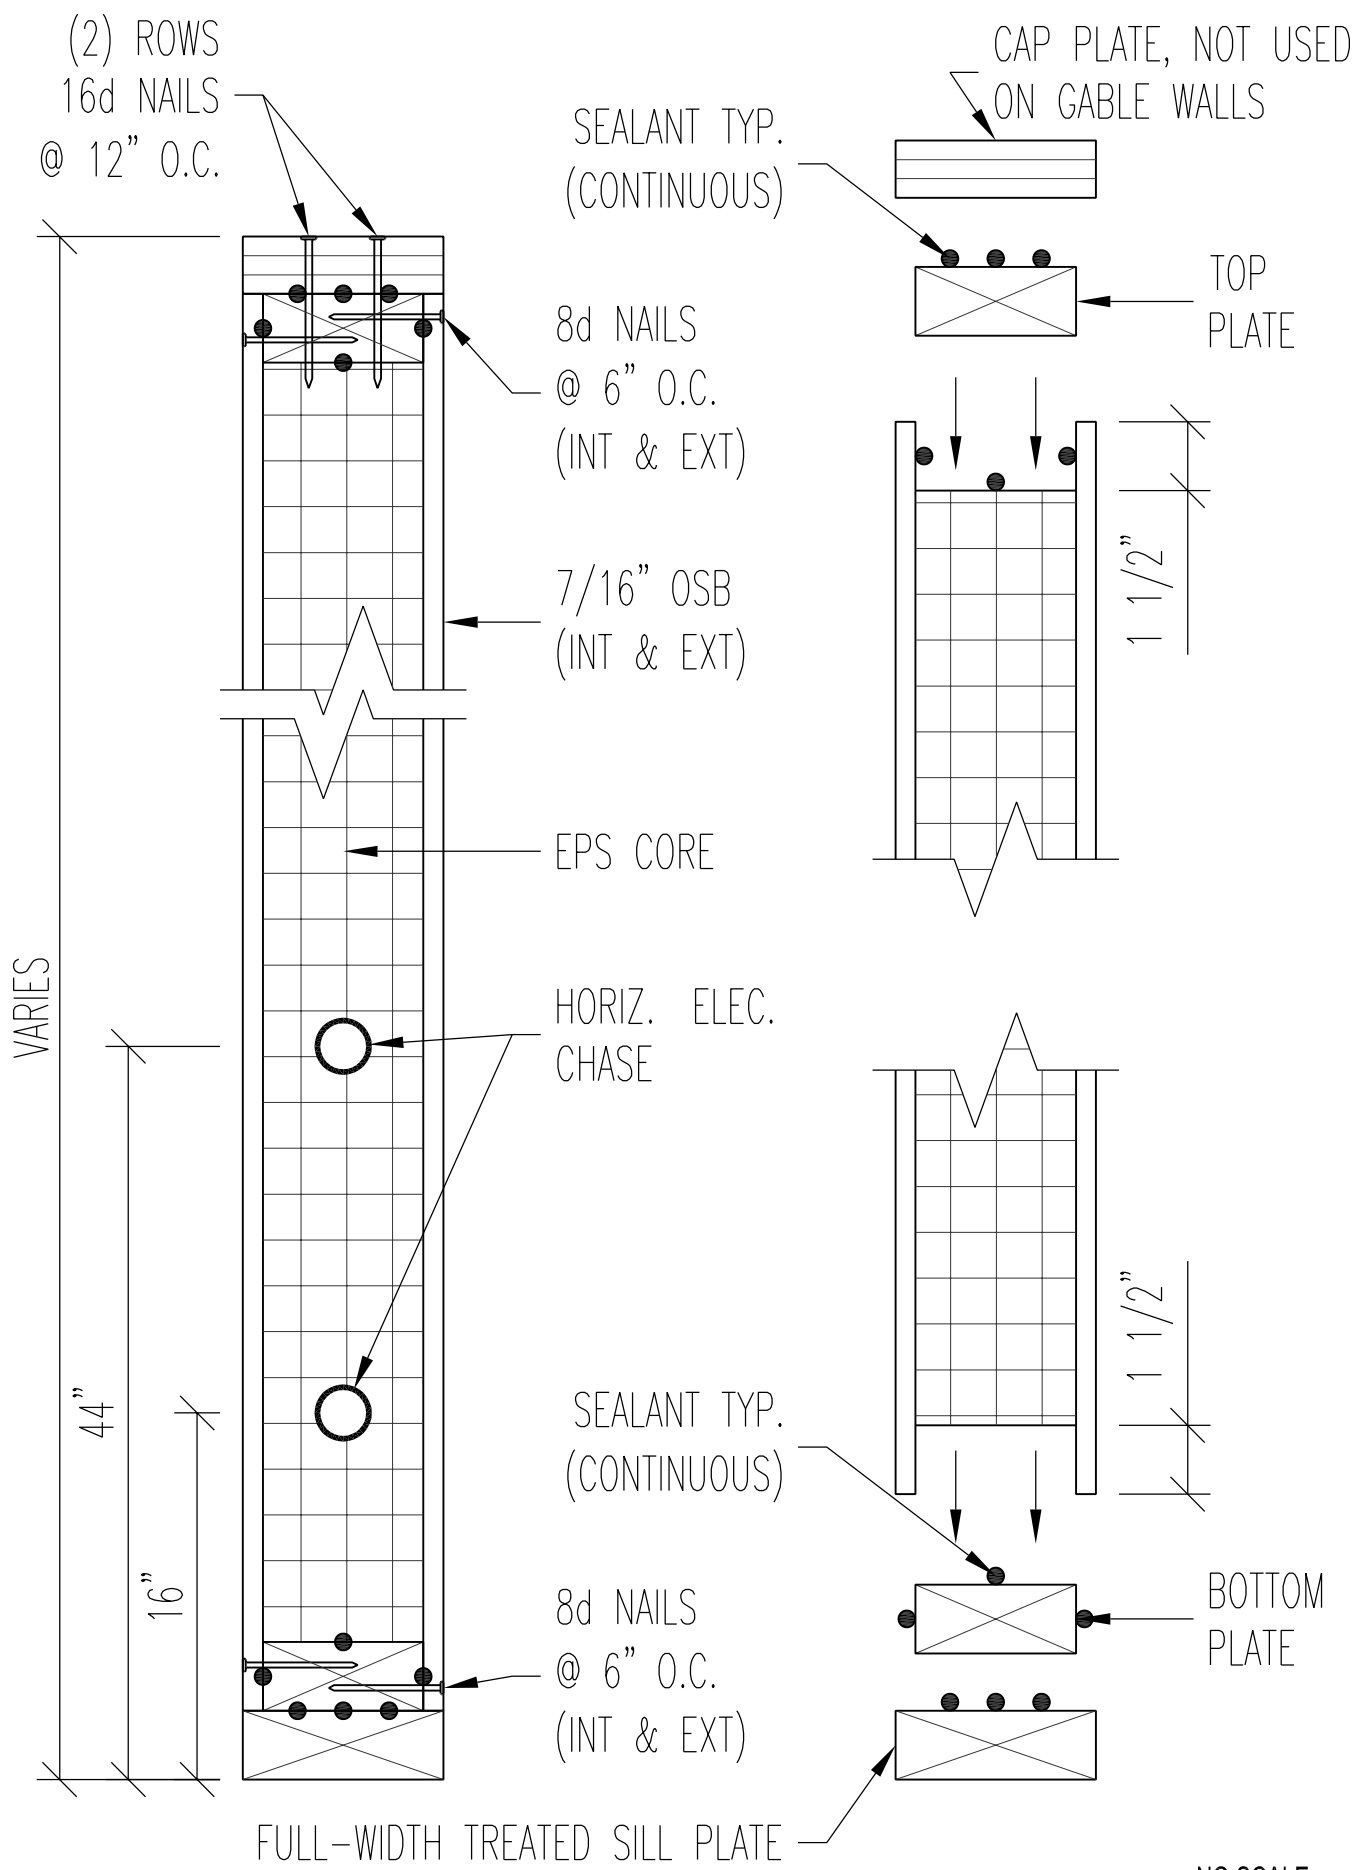 (2) ROWS
16d NAILS
@ 12" O.C.
CAP PLATE, NOT USED
ON GABLE WALLS
SEALANT TYP.
(CONTINUOUS)
TOP
PLATE
8d NAILS
@ 6" O.C.
(INT & EXT)
1 1/2"
7/16" OSB
(INT & EXT)
EPS CORE
VARIES
HORIZ. ELEC.
CHASE
44"
16"
1 1/2"
SEALANT TYP.
(CONTINUOUS)
8d NAILS
@ 6" O.C.
(INT & EXT)
BOTTOM
PLATE
FULL-WIDTH TREATED SILL PLATE
NO SCALE